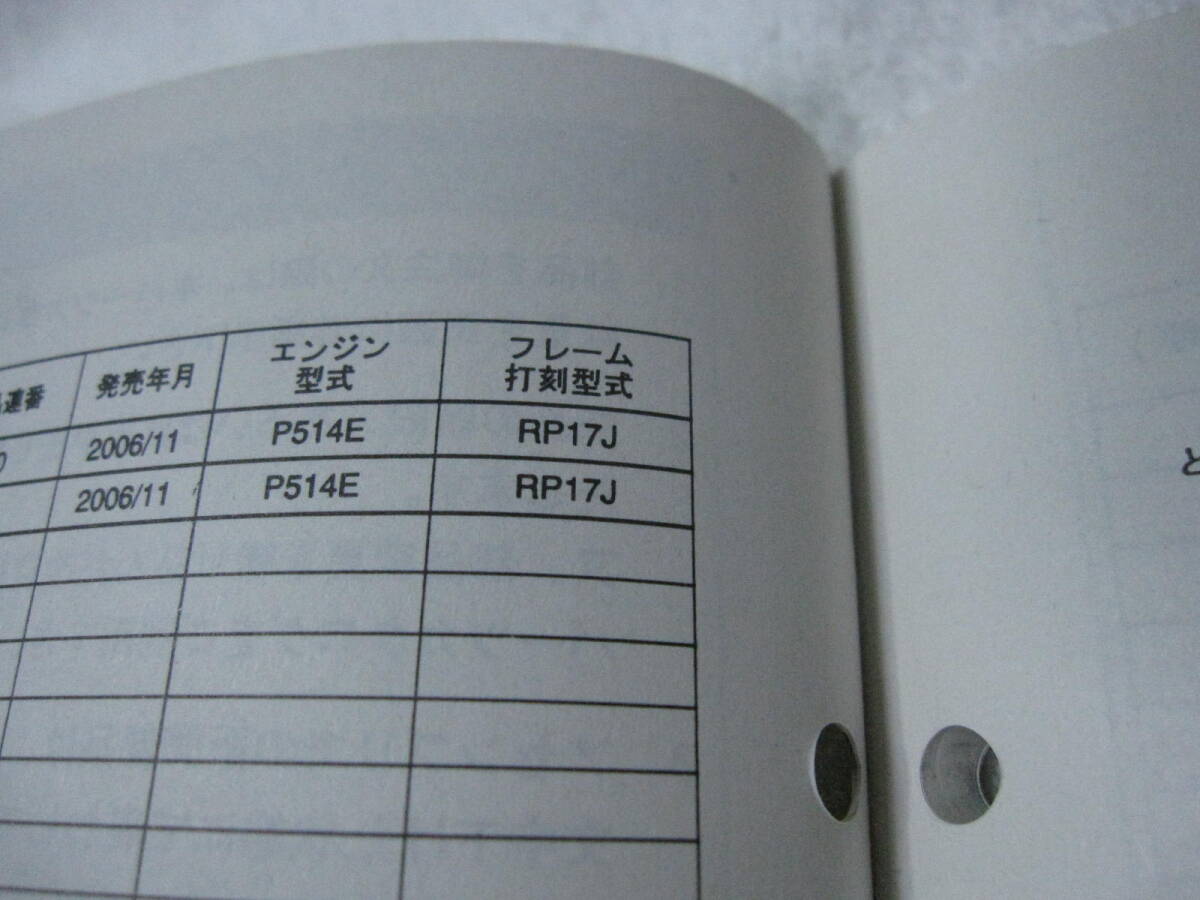 連番 発売年月 エンジン型式 フレーム打刻型式
0 2006/11 P514E RP17J
2006/11 P514E RP17J
と